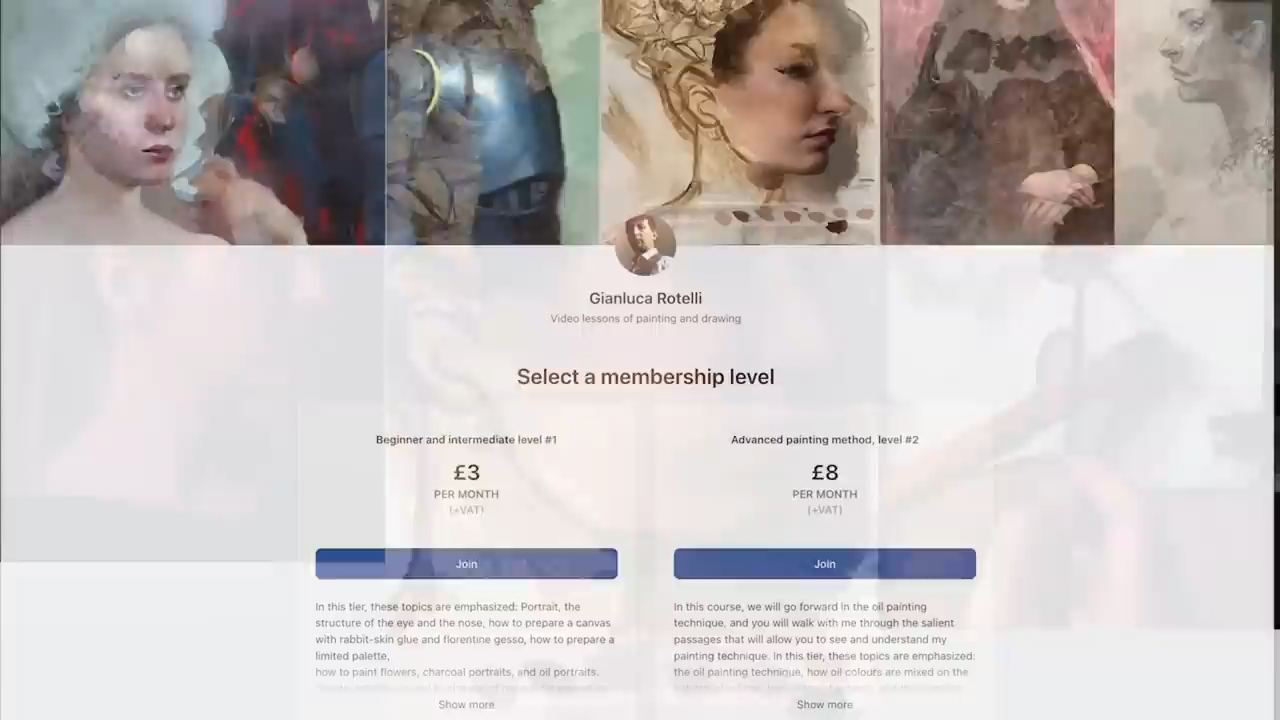 Gianluca Rotelli
Video lessons of painting and drawing
Select a membership level
Beginner and intermediate level #1
£3
PER MONTH
(+VAT)
Join
In this tier, these topics are emphasized: Portrait, the
structure of the eye and the nose, how to prepare a canvas
with rabbit-skin glue and florentine gesso, how to prepare a
limited palette,
how to paint flowers, charcoal portraits, and oil portraits.
Show more
Advanced painting method, level #2
£8
PER MONTH
(+VAT)
Join
In this course, we will go forward in the oil painting
technique, and you will walk with me through the salient
passages that will allow you to see and understand my
painting technique. In this tier, these topics are emphasized:
the oil painting technique, how oil colours are mixed on the
Show more